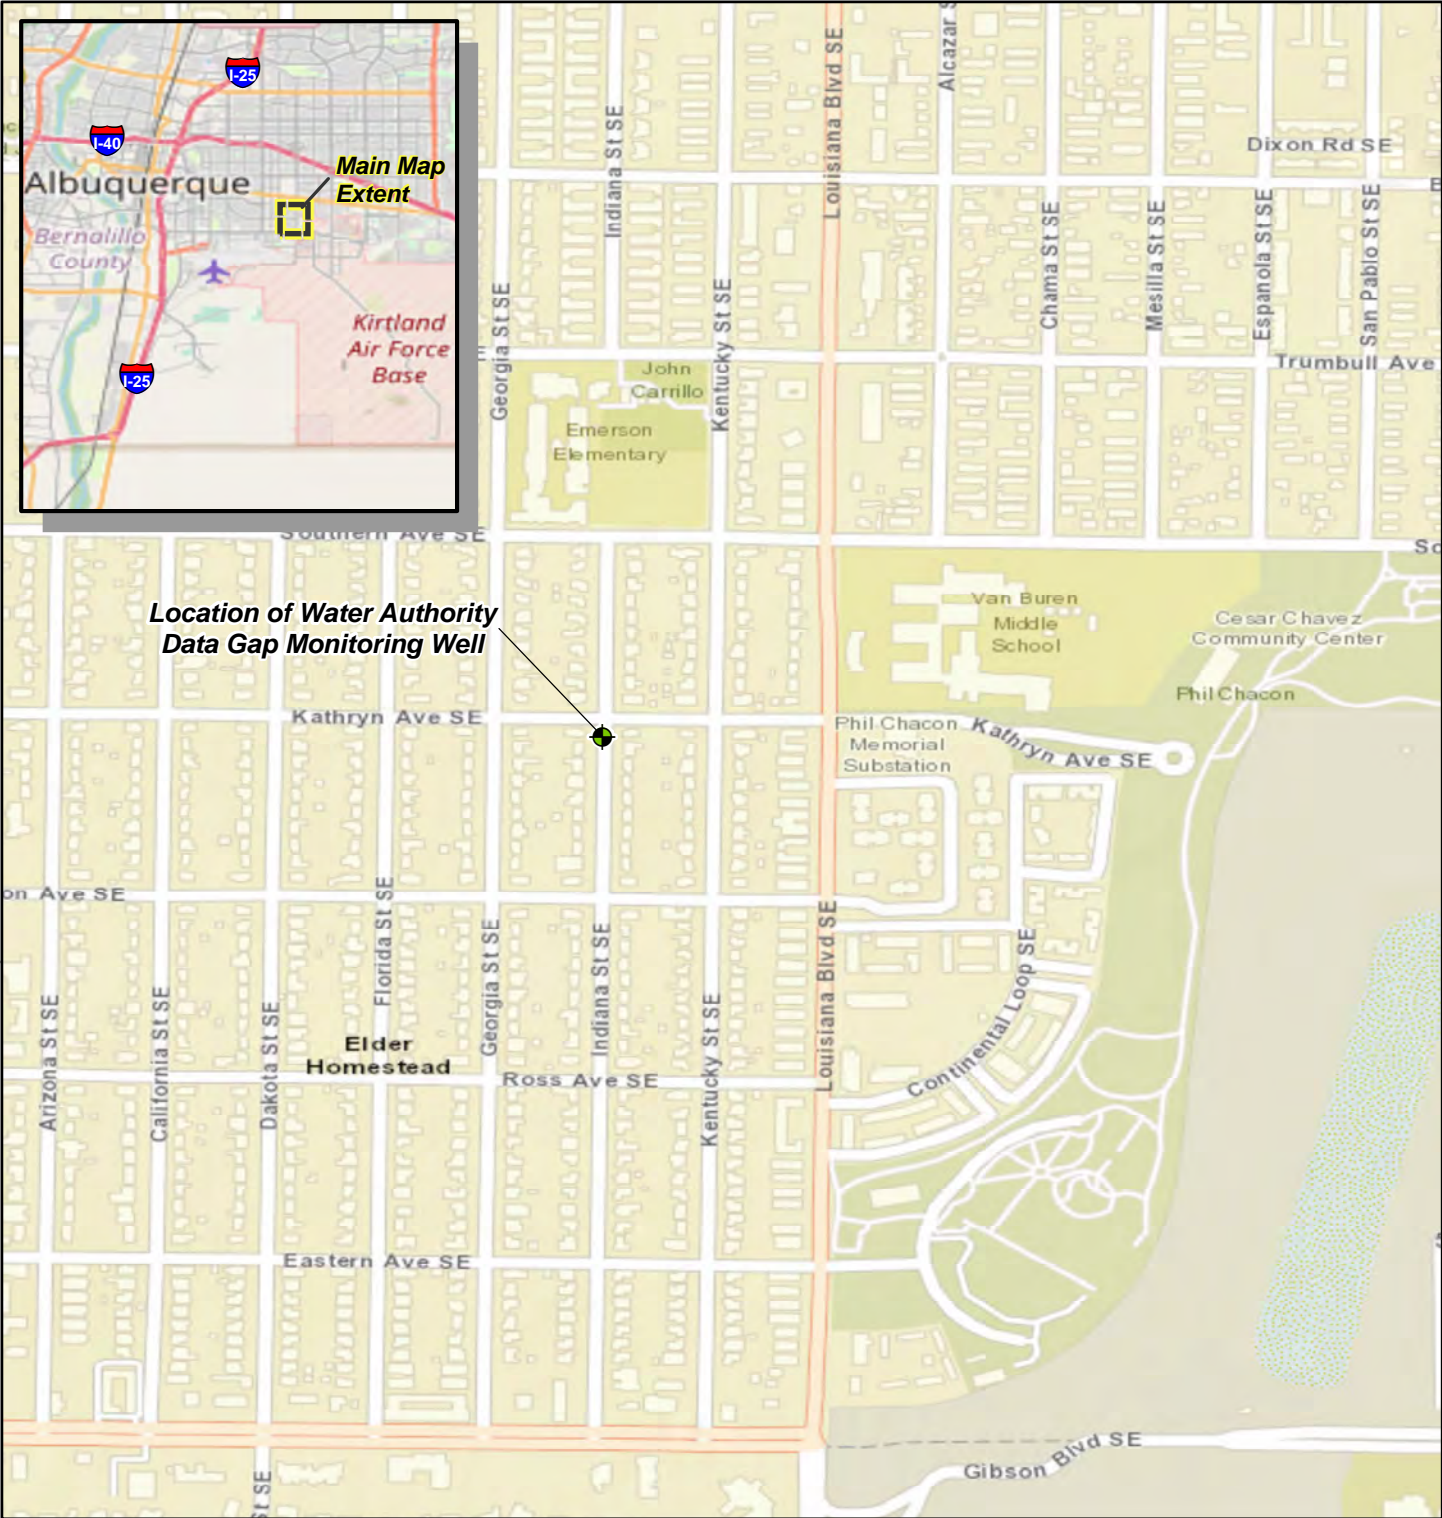 I-25
I-40
Albuquerque
Main Map
Extent
Bernalillo
County
Kirtland
Air Force
Base
I-25
Indiana St SE
Louisiana Blvd SE
Alcazar S
Dixon Rd SE
Georgia St SE
Kentucky St SE
Chama St SE
Mesilla St SE
Espanola St SE
San Pablo St SE
Trumbull Ave
John
Carrillo
Emerson
Elementary
Southern Ave SE
So
Location of Water Authority
Data Gap Monitoring Well
Van Buren
Middle
School
Cesar Chavez
Community Center
Phil Chacon
Kathryn Ave SE
Phil Chacon
Memorial
Substation
Kathryn Ave SE
on Ave SE
Florida St SE
Georgia St SE
Indiana St SE
Louisiana Blvd SE
Continental Loop SE
Arizona St SE
California St SE
Dakota St SE
Kentucky St SE
Elder
Homestead
Ross Ave SE
Eastern Ave SE
Gibson Blvd SE
St SE